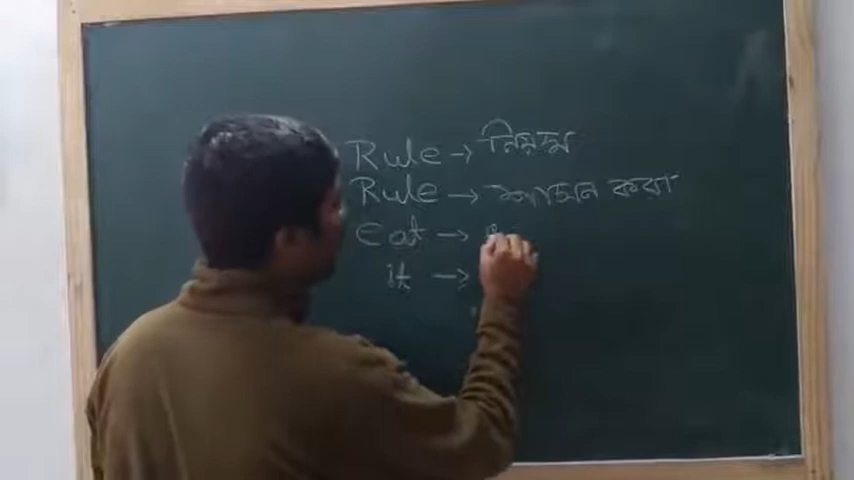 Rule → নিয়ম
Rule → শাসন করা
Eat →
it →